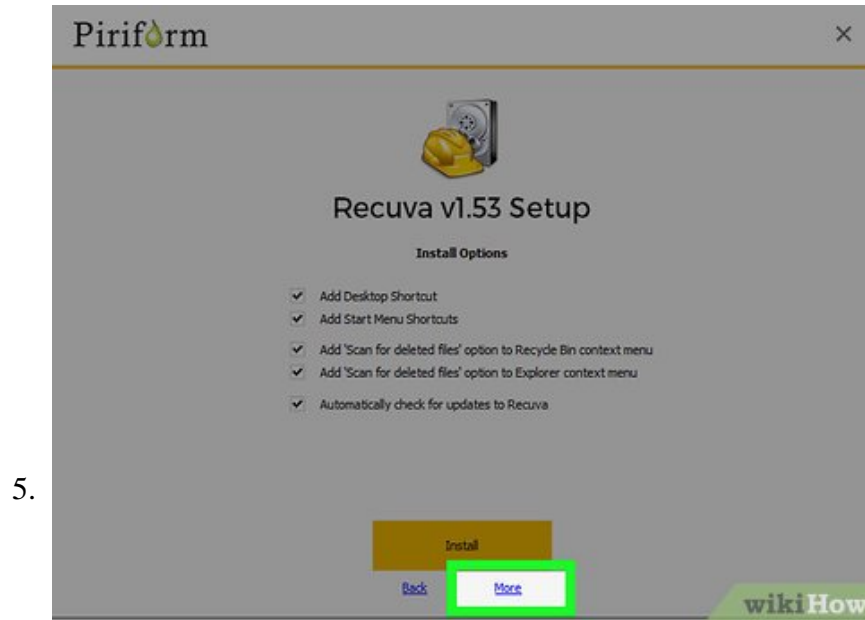 Piriform
Recuva v1.53 Setup
Install Options
Add Desktop Shortcut
Add Start Menu Shortcuts
Add 'Scan for deleted files' option to Recycle Bin context menu
Add 'Scan for deleted files' option to Explorer context menu
Automatically check for updates to Recuva
5.
Install
Back More
wikiHow